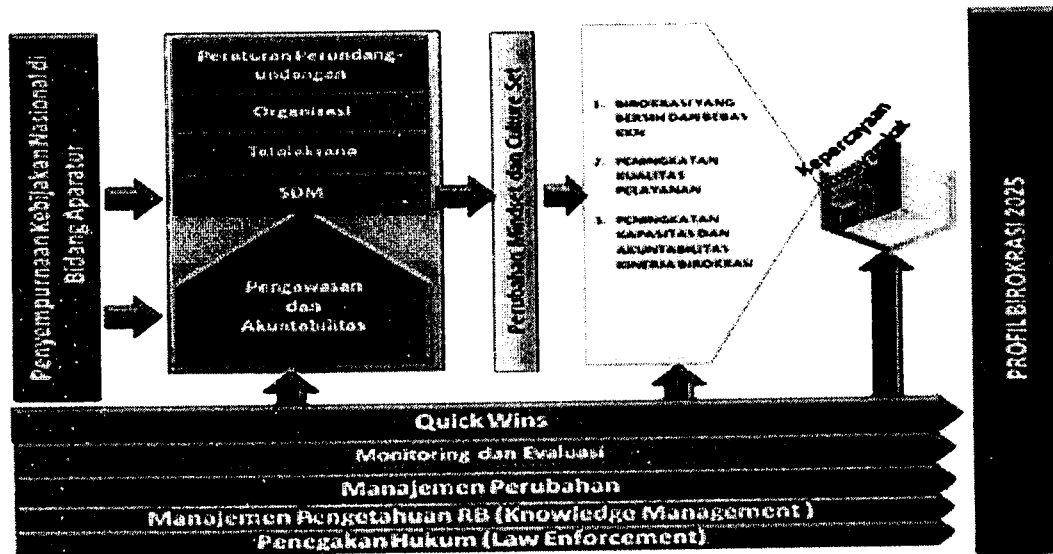 Penyempurnaan Kebijakan Nasional di
Bidang Aparatur
Peraturan Perundang-
undangan
Organisasi
Tatalaksana
SDM
Pengawasan
dan
Akuntabilitas
Perubahan Mindset dan Culture Set
1. BIROKRASI YANG
BERSIH DAN BEBAS
KKN
2. PENINGKATAN
KUALITAS
PELAYANAN
3. PENINGKATAN
KAPASITAS DAN
AKUNTABILITAS
KINERJA BIROKRASI
Kepercayaan
PROFIL BIROKRASI 2025
Quick Wins
Monitoring dan Evaluasi
Manajemen Perubahan
Manajemen Pengetahuan RB (Knowledge Management)
Penegakan Hukum (Law Enforcement)